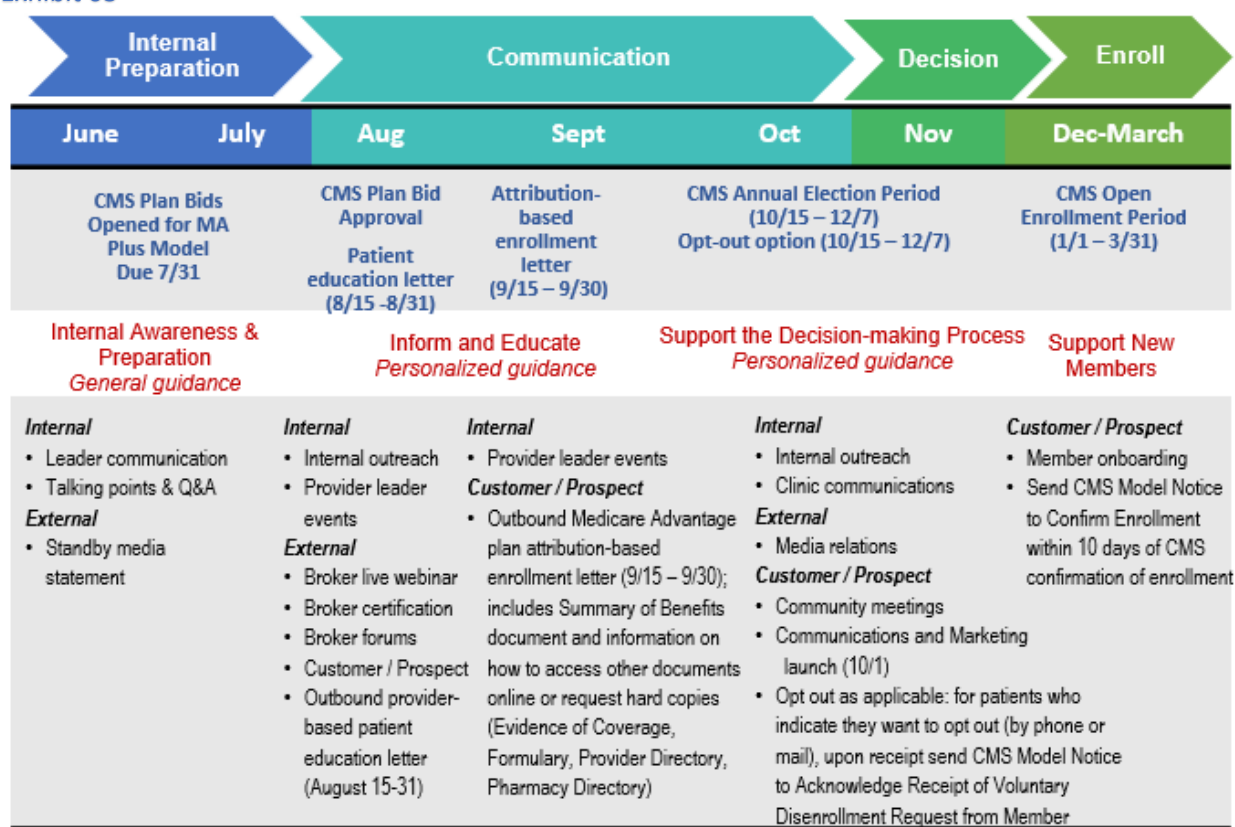 Internal
Preparation
Communication
Decision
Enroll
June
July
Aug
Sept
Oct
Nov
Dec-March
CMS Plan Bids
Opened for MA
Plus Model
Due 7/31
CMS Plan Bid
Approval
Patient
education letter
(8/15 -8/31)
Attribution-
based
enrollment
letter
(9/15 – 9/30)
CMS Annual Election Period
(10/15 – 12/7)
Opt-out option (10/15 – 12/7)
CMS Open
Enrollment Period
(1/1 – 3/31)
Internal Awareness &
Preparation
General guidance
Inform and Educate
Personalized guidance
Support the Decision-making Process
Personalized guidance
Support New
Members
Internal
• Leader communication
• Talking points & Q&A
External
• Standby media
statement
Internal
• Internal outreach
• Provider leader
events
External
• Broker live webinar
• Broker certification
• Broker forums
• Customer / Prospect
• Outbound provider-
based patient
education letter
(August 15-31)
Internal
• Provider leader events
Customer / Prospect
• Outbound Medicare Advantage
plan attribution-based
enrollment letter (9/15 – 9/30);
includes Summary of Benefits
document and information on
how to access other documents
online or request hard copies
(Evidence of Coverage,
Formulary, Provider Directory,
Pharmacy Directory)
Internal
• Internal outreach
• Clinic communications
External
• Media relations
Customer / Prospect
• Community meetings
• Communications and Marketing
launch (10/1)
• Opt out as applicable: for patients who
indicate they want to opt out (by phone or
mail), upon receipt send CMS Model Notice
to Acknowledge Receipt of Voluntary
Disenrollment Request from Member
Customer / Prospect
• Member onboarding
• Send CMS Model Notice
to Confirm Enrollment
within 10 days of CMS
confirmation of enrollment